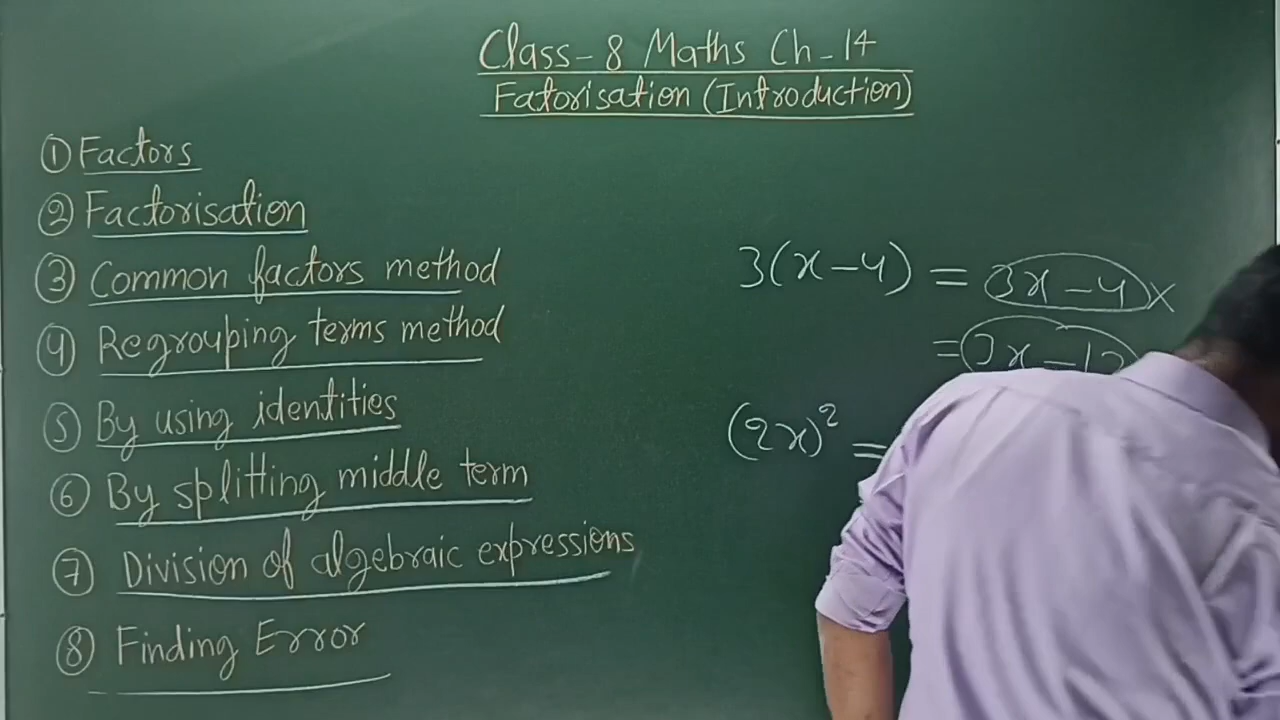 Class-8 Maths Ch-14
Fatorisation (Introduction)
① Factors
② Factorisation
③ Common factors method
④ Regrouping terms method
⑤ By using identities
⑥ By splitting middle term
⑦ Division of algebraic expressions
⑧ Finding Error
3(x-4) = 3x-4 ×
= 3x-12
(2x)² =